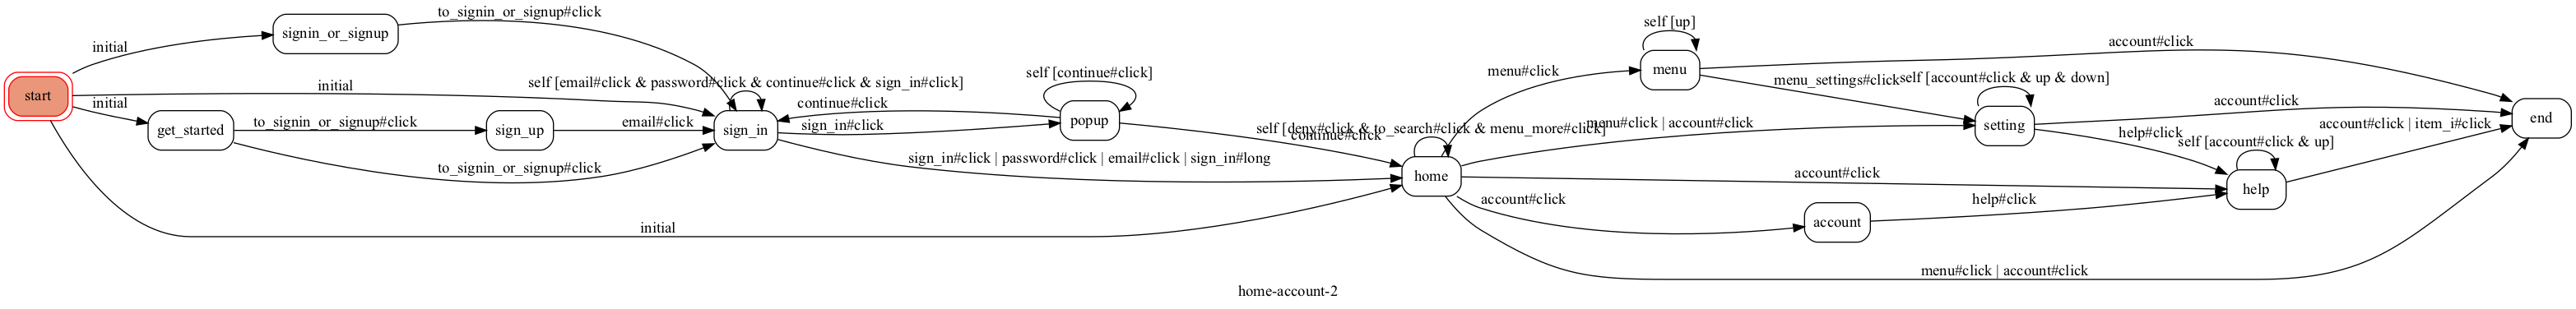 to_signin_or_signup#click
self [up]
signin_or_signup
initial
account#click
menu
menu#click
self [continue#click]
menu_settings#click
self [account#click & up & down]
self [email#click & password#click & continue#click & sign_in#click]
initial
start
initial
continue#click
account#click
popup
end
to_signin_or_signup#click
email#click
sign_in#click
self [deny#click & to_search#click & menu_more#click]
menu#click | account#click
setting
account#click | item_i#click
get_started
sign_up
sign_in
continue#click
help#click
self [account#click & up]
sign_in#click | password#click | email#click | sign_in#long
to_signin_or_signup#click
home
account#click
help
account#click
help#click
account
initial
menu#click | account#click
home-account-2